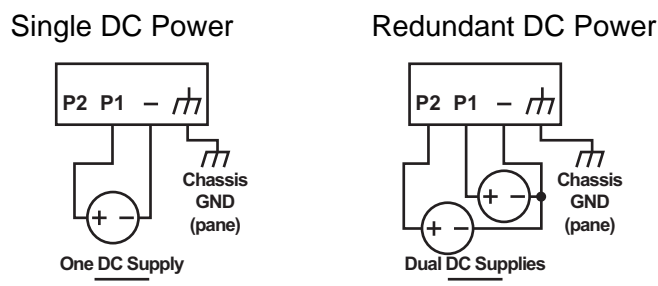 Single DC Power
P2 P1 –
Chassis
GND
(pane)
+ –
One DC Supply
Redundant DC Power
P2 P1 –
Chassis
GND
(pane)
+ –
+ –
Dual DC Supplies